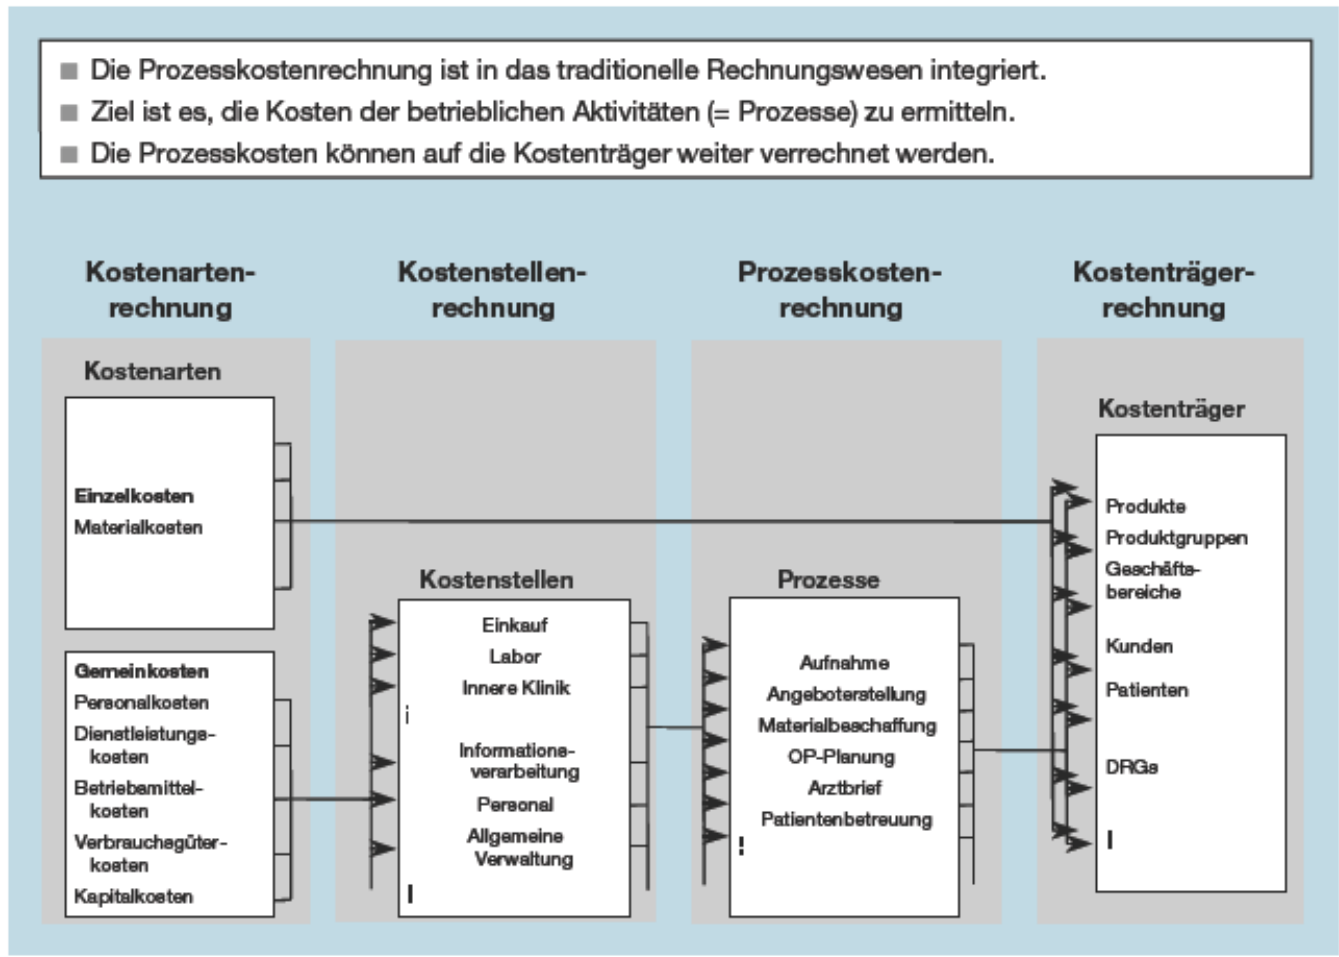 Die Prozesskostenrechnung ist in das traditionelle Rechnungswesen integriert.
Ziel ist es, die Kosten der betrieblichen Aktivitäten (= Prozesse) zu ermitteln.
Die Prozesskosten können auf die Kostenträger weiter verrechnet werden.
Kostenarten-
rechnung
Kostenstellen-
rechnung
Prozesskosten-
rechnung
Kostenträger-
rechnung
Kostenarten
Einzelkosten
Materialkosten
Gemeinkosten
Personalkosten
Dienstleistungs-
kosten
Betriebsmittel-
kosten
Verbrauchsgüter-
kosten
Kapitalkosten
Kostenstellen
Einkauf
Labor
Innere Klinik
Informations-
verarbeitung
Personal
Allgemeine
Verwaltung
Prozesse
Aufnahme
Angeboterstellung
Materialbeschaffung
OP-Planung
Arztbrief
Patientenbetreuung
Kostenträger
Produkte
Produktgruppen
Geschäfts-
bereiche
Kunden
Patienten
DRGs